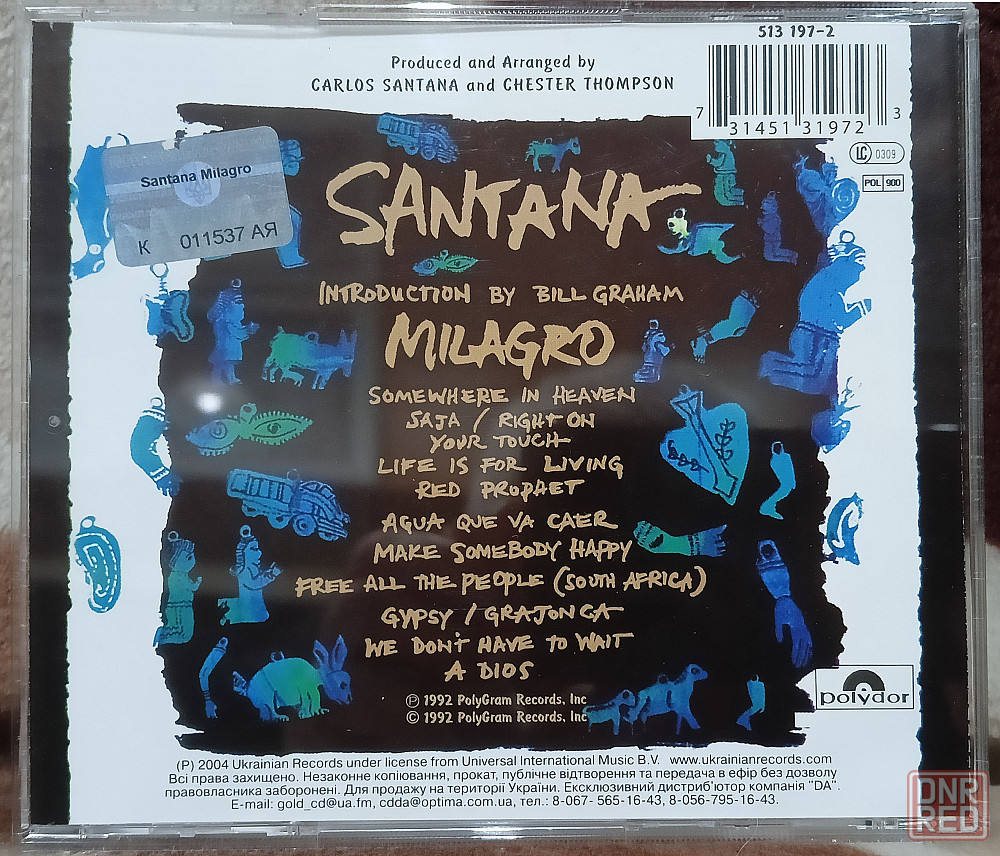 513 197-2
Produced and Arranged by
CARLOS SANTANA and CHESTER THOMPSON
7 31451 31972 3
LC 0309
POL 900
Santana Milagro
К 011537 АЯ
SANTANA
INTRODUCTION BY BILL GRAHAM
MILAGRO
SOMEWHERE IN HEAVEN
SAJA / RIGHT ON
YOUR TOUCH
LIFE IS FOR LIVING
RED PROPHET
AGUA QUE VA CAER
MAKE SOMEBODY HAPPY
FREE ALL THE PEOPLE (SOUTH AFRICA)
GYPSY / GRAJONCA
WE DON'T HAVE TO WAIT
A DIOS
℗ 1992 PolyGram Records, Inc
© 1992 PolyGram Records, Inc
polydor
(P) 2004 Ukrainian Records under license from Universal International Music B.V. www.ukrainianrecords.com
Всі права захищено. Незаконне копіювання, прокат, публічне відтворення та передача в ефір без дозволу
правовласника заборонені. Для продажу на території України. Ексклюзивний дистриб'ютор компанія "DA".
E-mail: gold_cd@ua.fm, cdda@optima.com.ua, тел.: 8-067- 565-16-43, 8-056-795-16-43.
DNR
RED